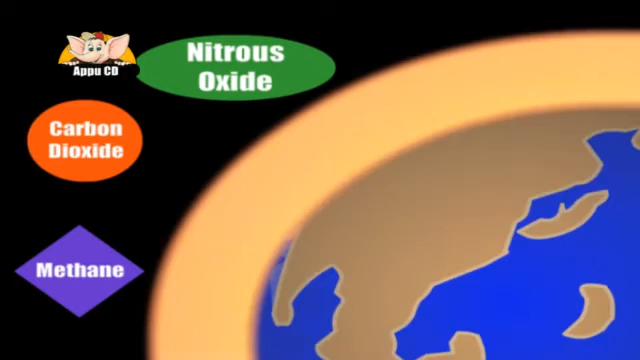 Appu CD
Nitrous
Oxide
Carbon
Dioxide
Methane